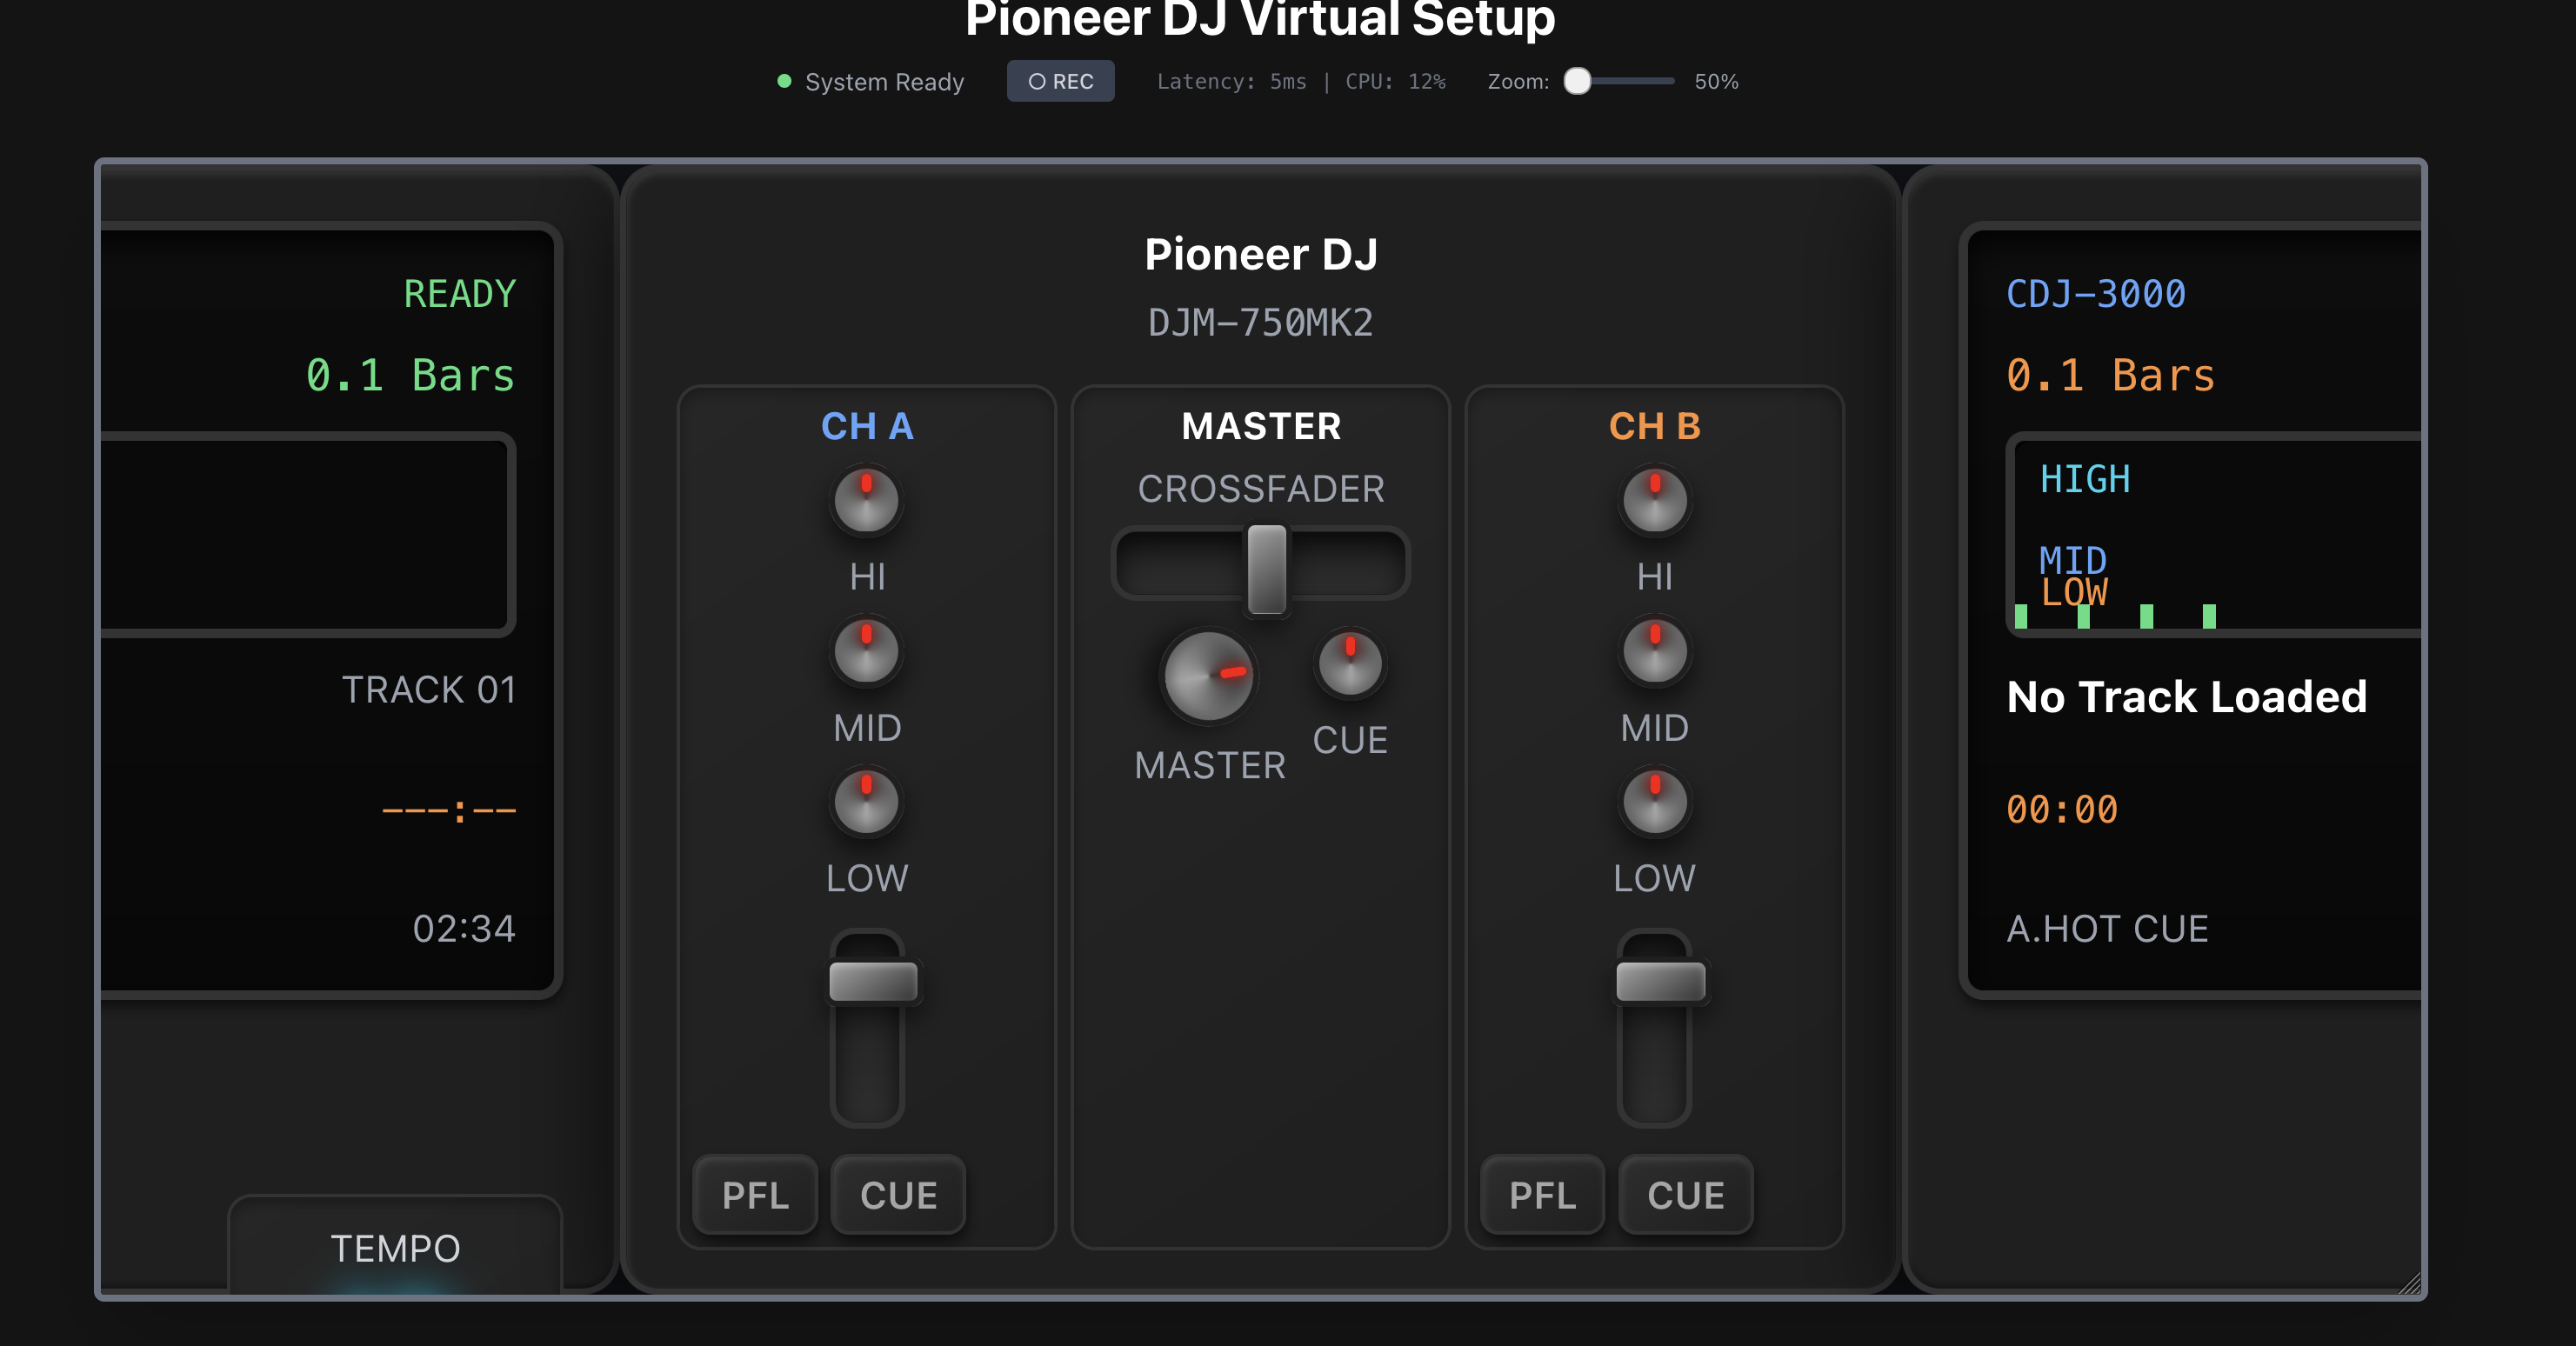 Pioneer DJ Virtual Setup
System Ready
REC
Latency: 5ms | CPU: 12%
Zoom:
50%
READY
0.1 Bars
TRACK 01
---:--
02:34
TEMPO
Pioneer DJ
DJM-750MK2
CH A
HI
MID
LOW
PFL
CUE
MASTER
CROSSFADER
MASTER
CUE
CH B
HI
MID
LOW
PFL
CUE
CDJ-3000
0.1 Bars
HIGH
MID
LOW
No Track Loaded
00:00
A.HOT CUE